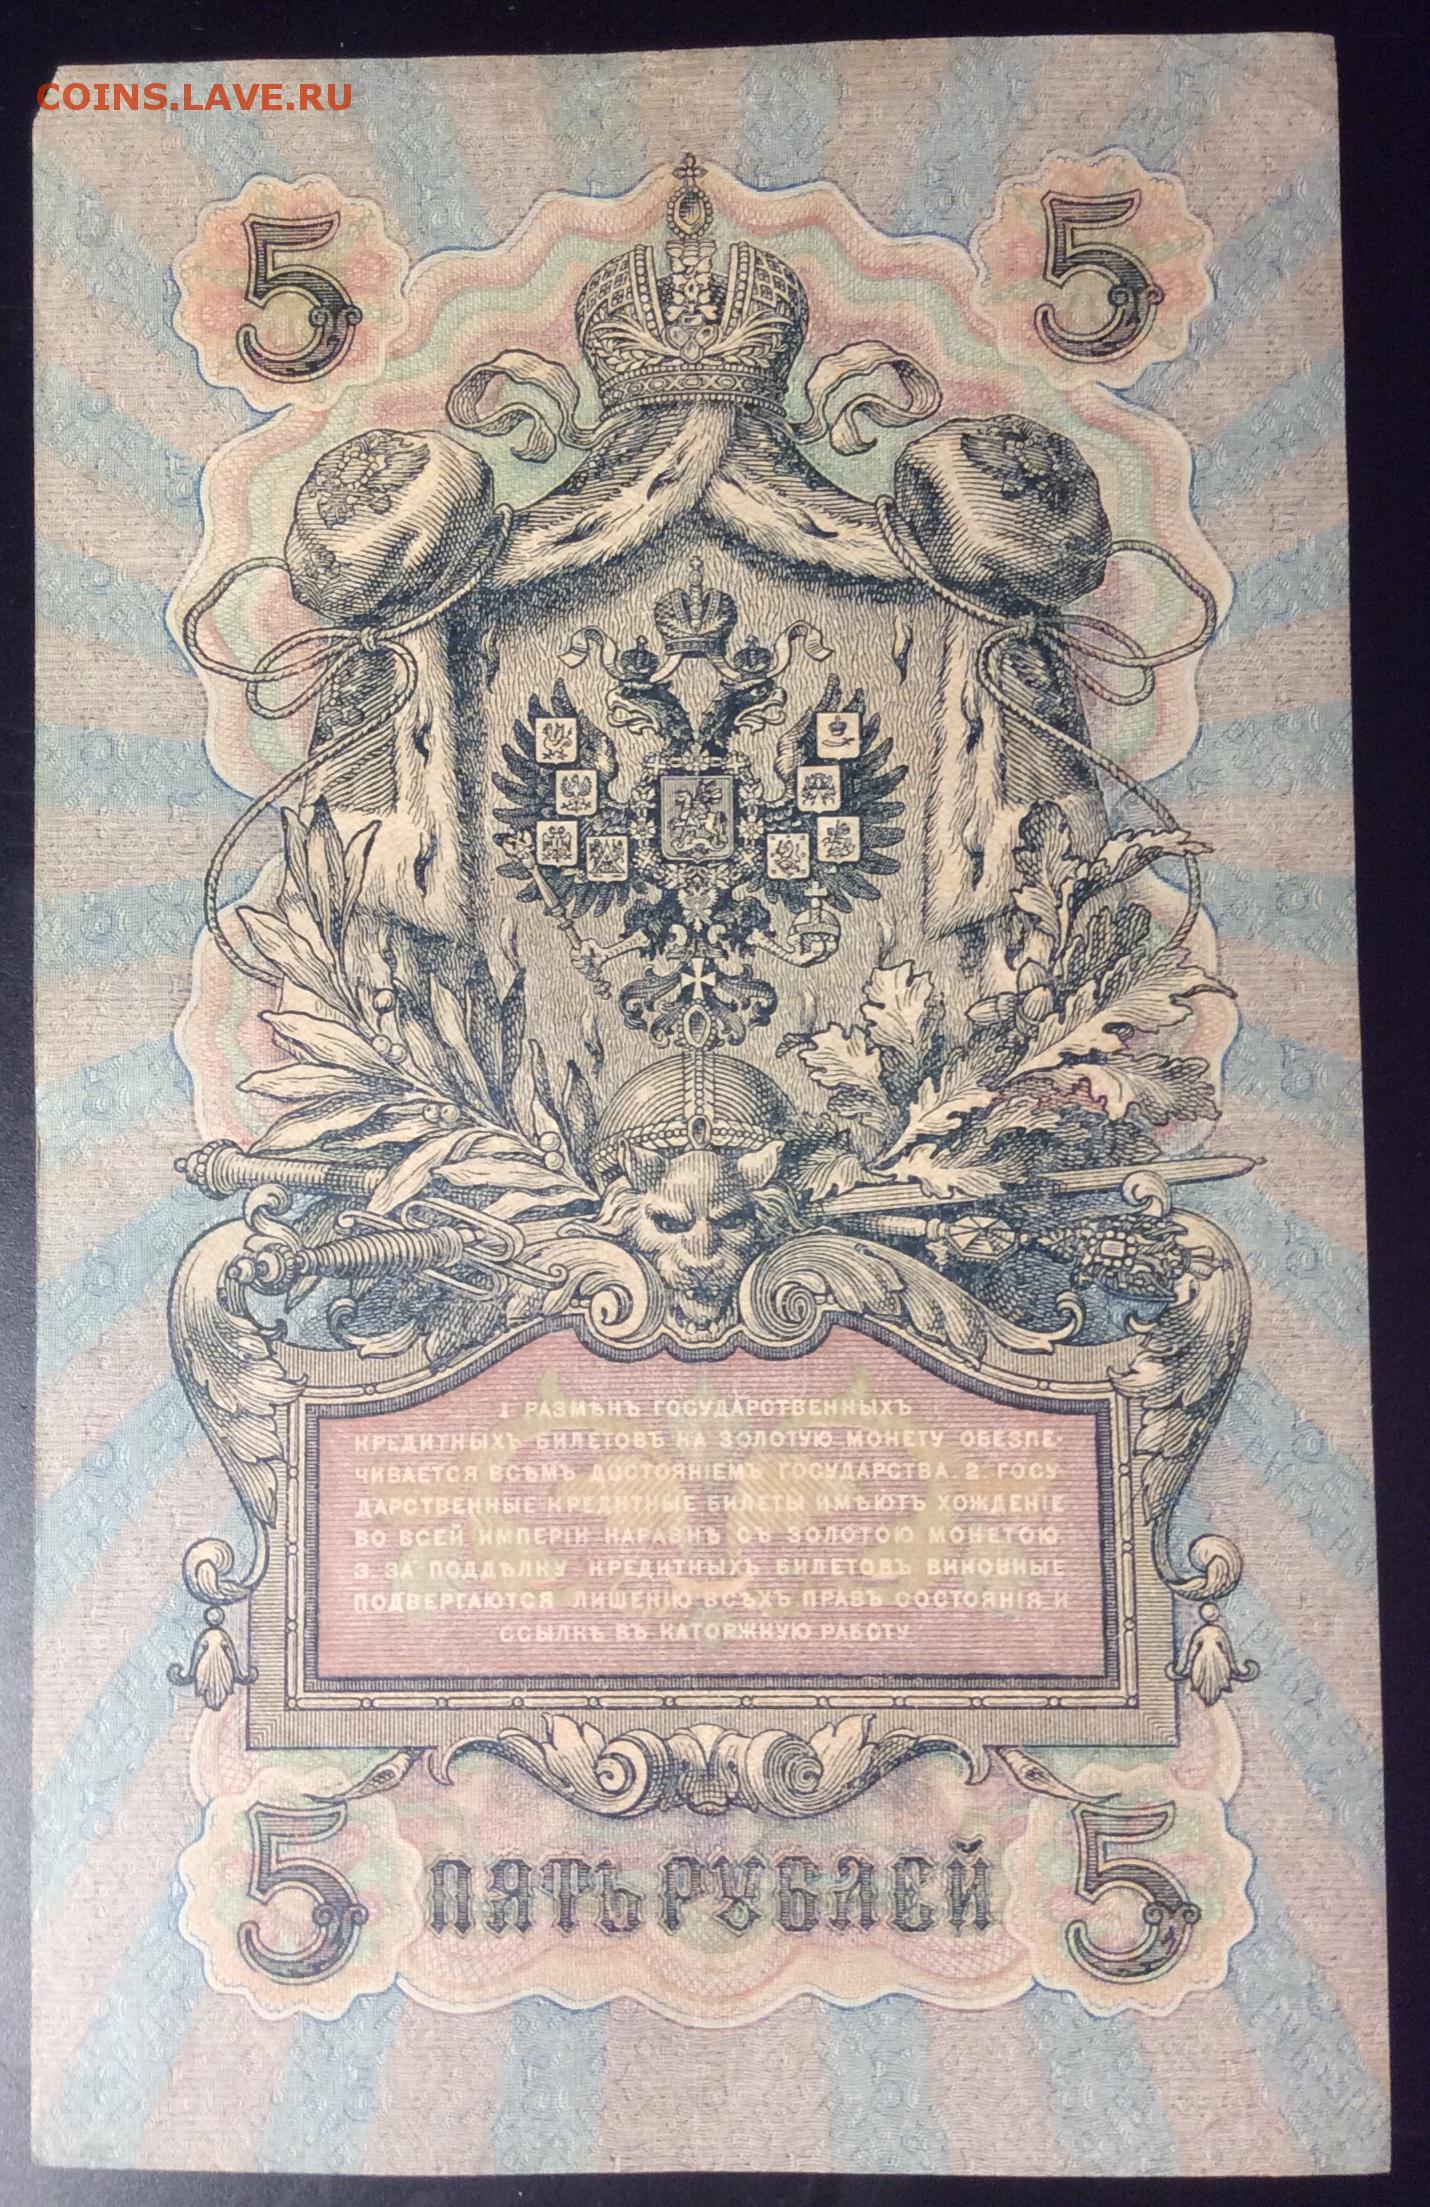 COINS.LAVE.RU
5 5
1. РАЗМѢНЪ ГОСУДАРСТВЕННЫХЪ
КРЕДИТНЫХЪ БИЛЕТОВЪ НА ЗОЛОТУЮ МОНЕТУ ОБЕЗПЕ-
ЧИВАЕТСЯ ВСѢМЪ ДОСТОЯНІЕМЪ ГОСУДАРСТВА. 2. ГОСУ-
ДАРСТВЕННЫЕ КРЕДИТНЫЕ БИЛЕТЫ ИМѢЮТЪ ХОЖДЕНІЕ
ВО ВСЕЙ ИМПЕРІИ НАРАВНѢ СЪ ЗОЛОТОЮ МОНЕТОЮ.
3. ЗА ПОДДѢЛКУ КРЕДИТНЫХЪ БИЛЕТОВЪ ВИНОВНЫЕ
ПОДВЕРГАЮТСЯ ЛИШЕНІЮ ВСѢХЪ ПРАВЪ СОСТОЯНІЯ И
ССЫЛКѢ ВЪ КАТОРЖНУЮ РАБОТУ
5 ПЯТЬ РУБЛЕЙ 5